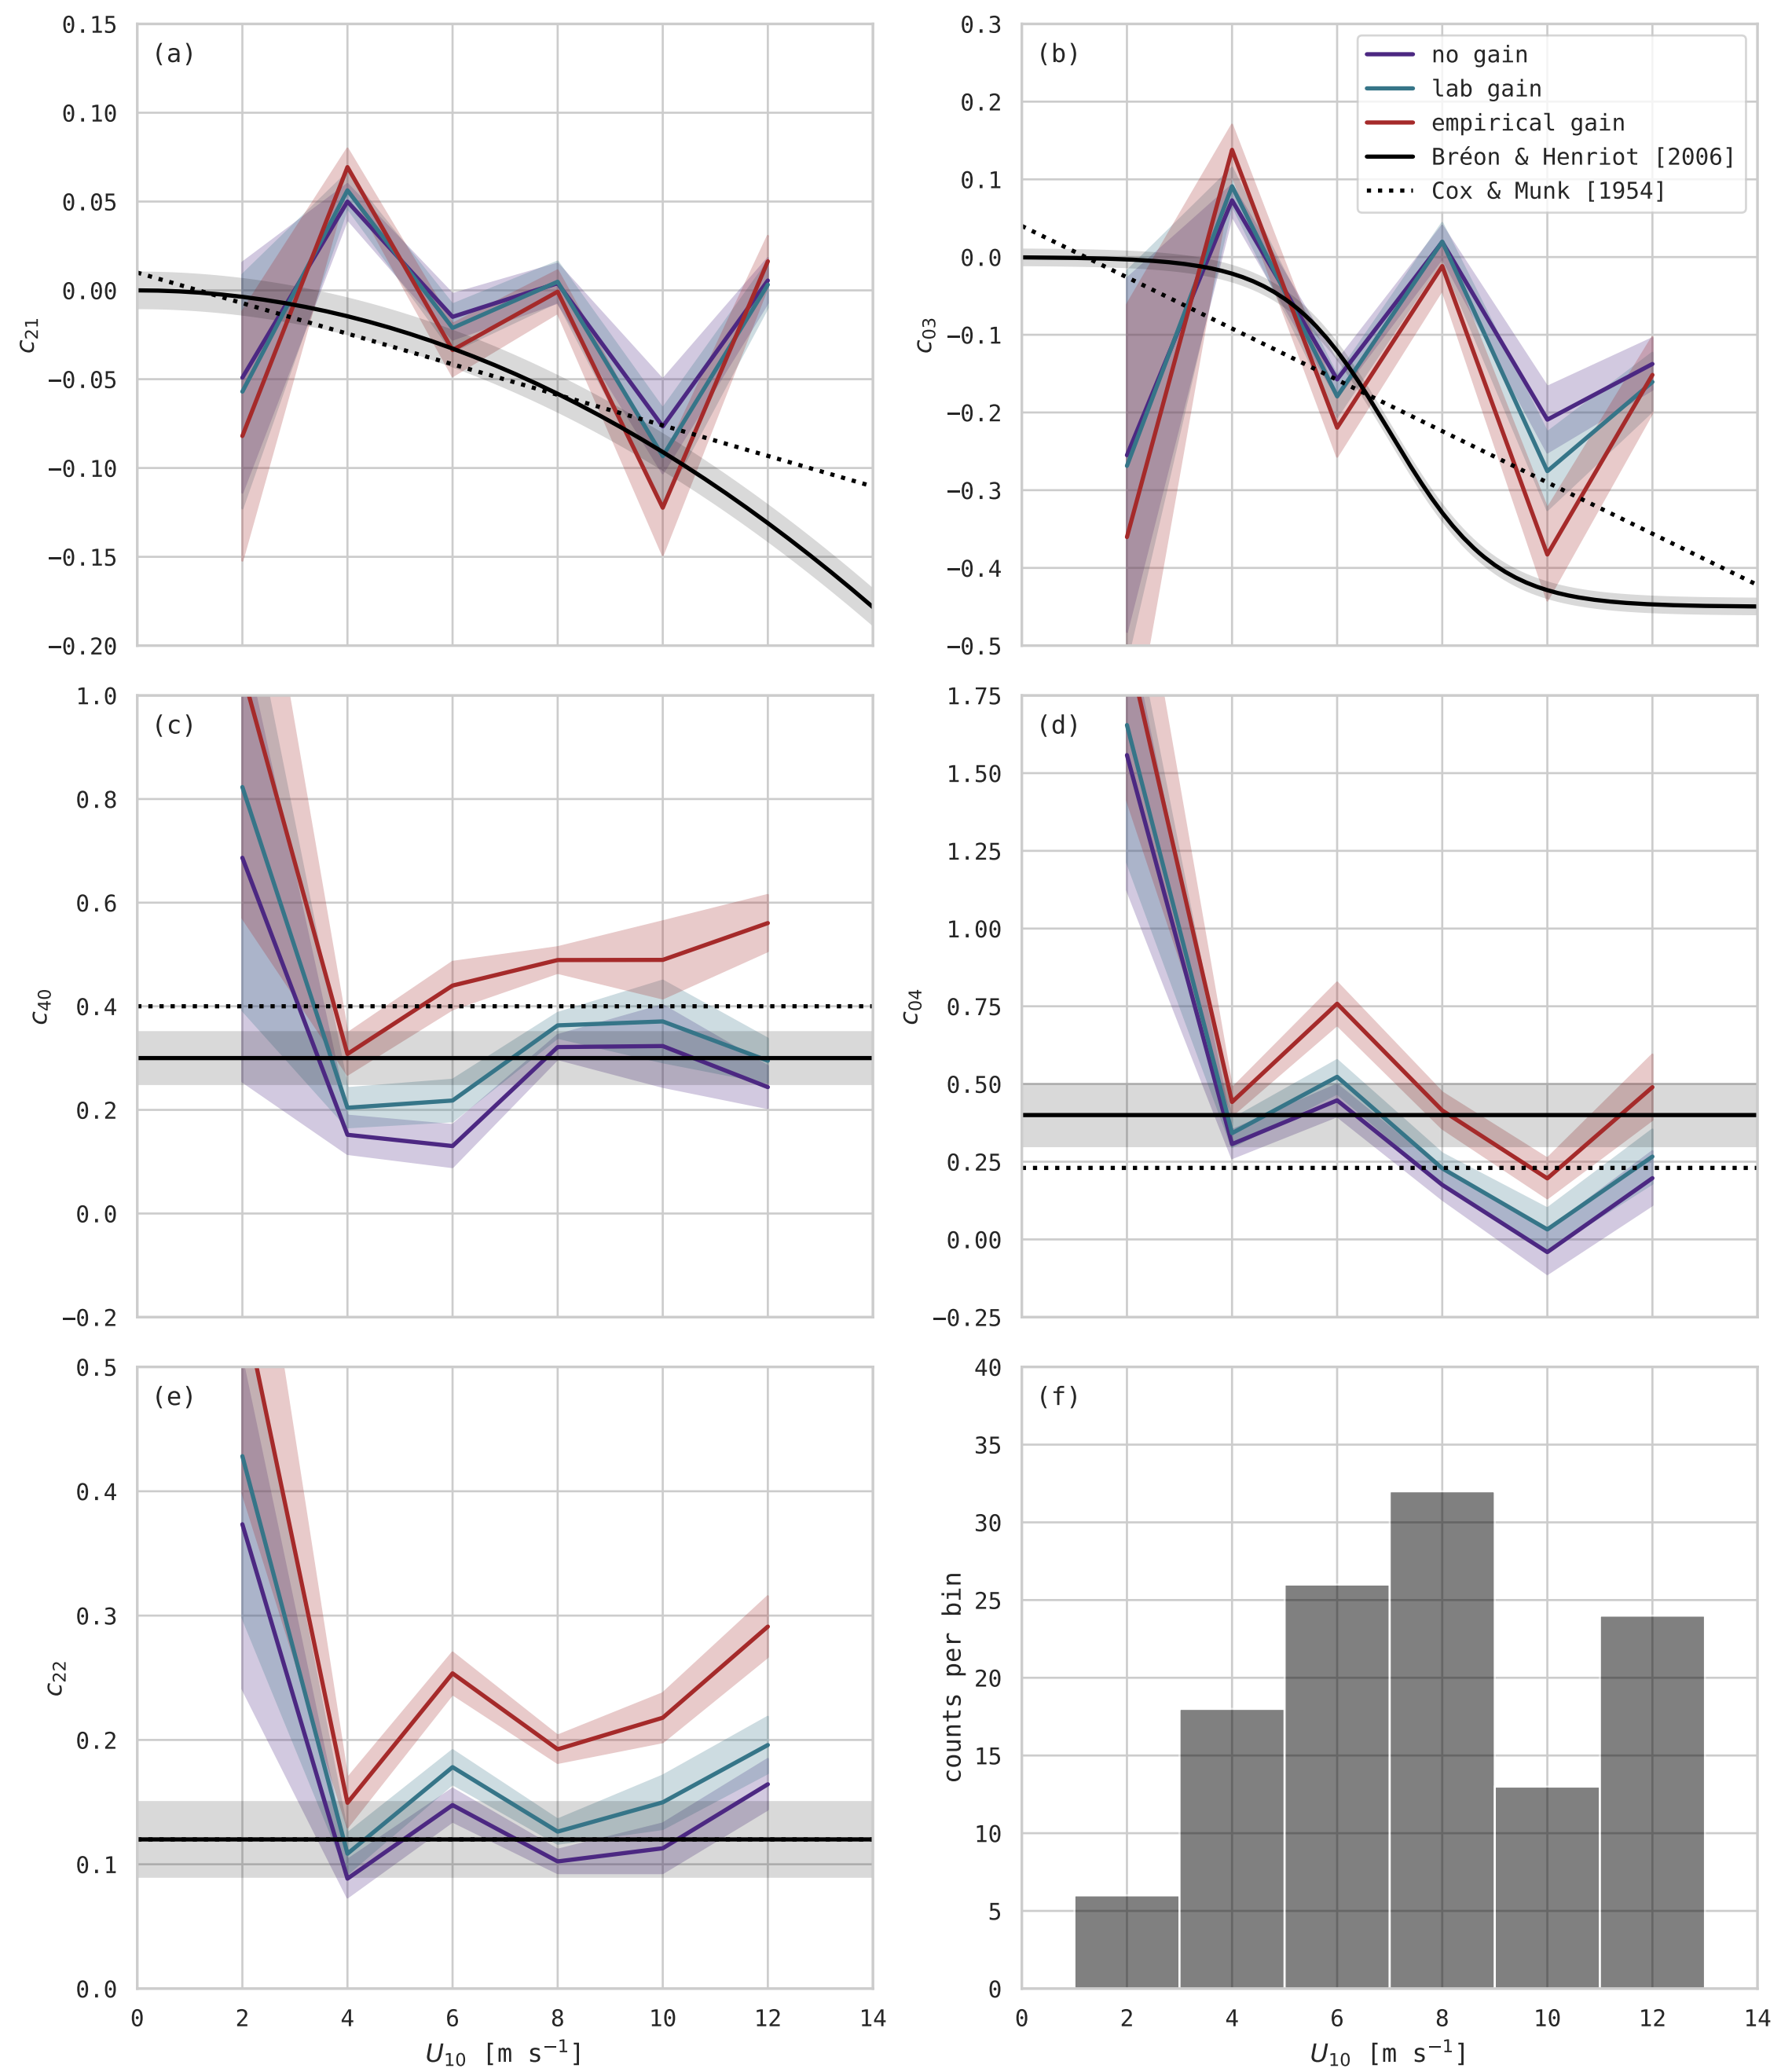 (a)
0.15
0.10
0.05
0.00
−0.05
−0.10
−0.15
−0.20
c21
(b)
0.3
0.2
0.1
0.0
−0.1
−0.2
−0.3
−0.4
−0.5
c03
no gain
lab gain
empirical gain
Bréon & Henriot [2006]
Cox & Munk [1954]
(c)
1.0
0.8
0.6
0.4
0.2
0.0
−0.2
c40
(d)
1.75
1.50
1.25
1.00
0.75
0.50
0.25
0.00
−0.25
c04
(e)
0.5
0.4
0.3
0.2
0.1
0.0
c22
0 2 4 6 8 10 12 14
U10 [m s−1]
(f)
40
35
30
25
20
15
10
5
0
counts per bin
0 2 4 6 8 10 12 14
U10 [m s−1]